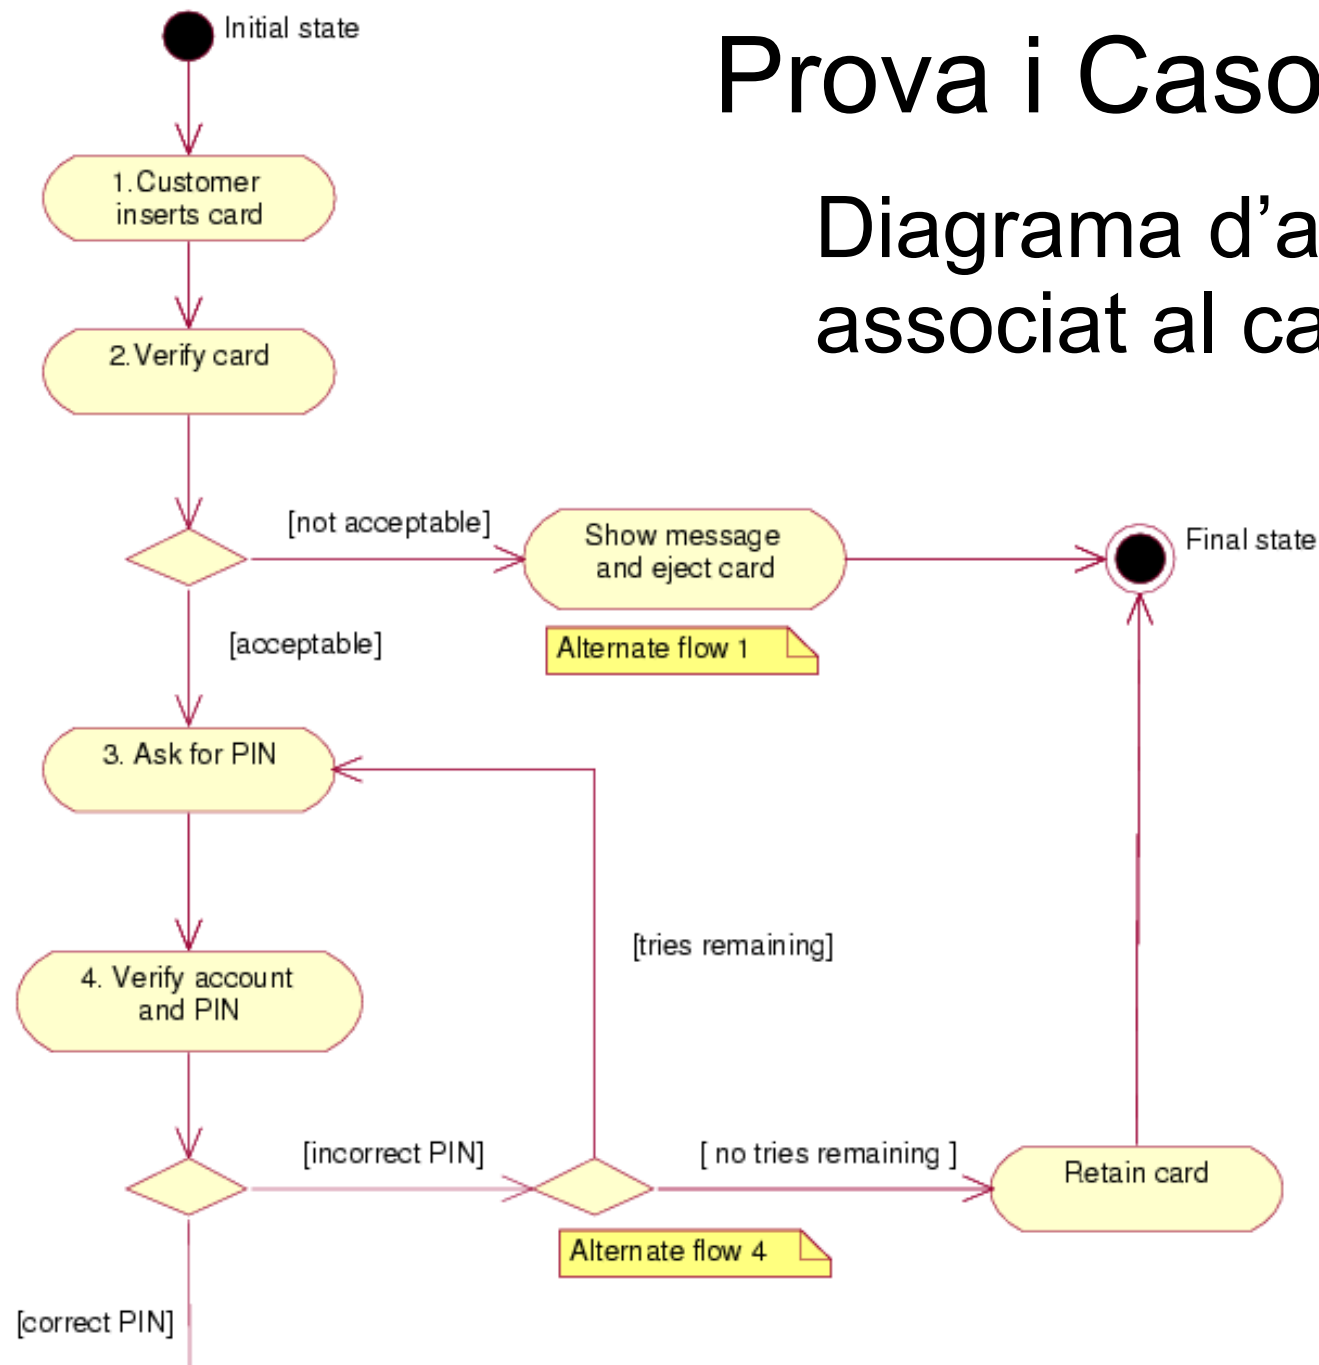 Initial state
Prova i Caso
1.Customer
inserts card
Diagrama d’a
associat al ca
2.Verify card
[not acceptable]
Show message
and eject card
Final state
[acceptable]
Alternate flow 1
3. Ask for PIN
[tries remaining]
4. Verify account
and PIN
[incorrect PIN]
[ no tries remaining ]
Retain card
Alternate flow 4
[correct PIN]